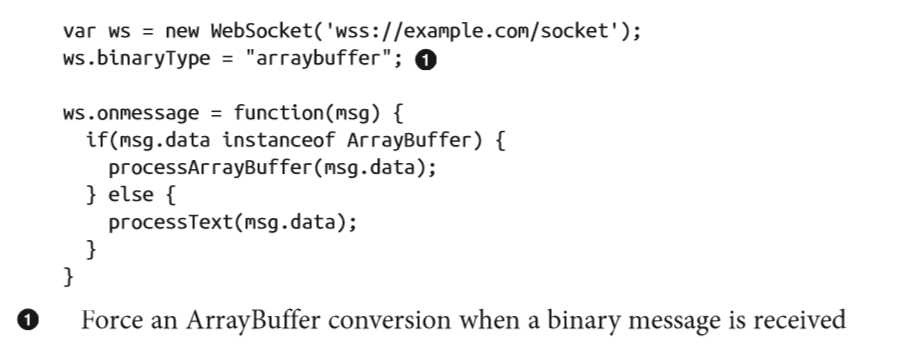 var ws = new WebSocket('wss://example.com/socket');
ws.binaryType = "arraybuffer"; ❶
ws.onmessage = function(msg) {
if(msg.data instanceof ArrayBuffer) {
processArrayBuffer(msg.data);
} else {
processText(msg.data);
}
}
❶ Force an ArrayBuffer conversion when a binary message is received